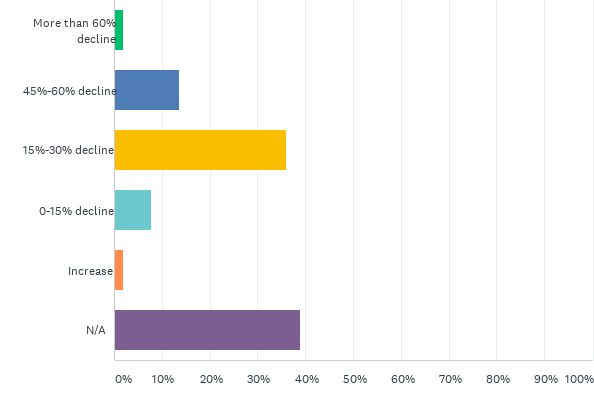 More than 60%
decline
45%-60% decline
15%-30% decline
0-15% decline
Increase
N/A
0% 10% 20% 30% 40% 50% 60% 70% 80% 90% 100%